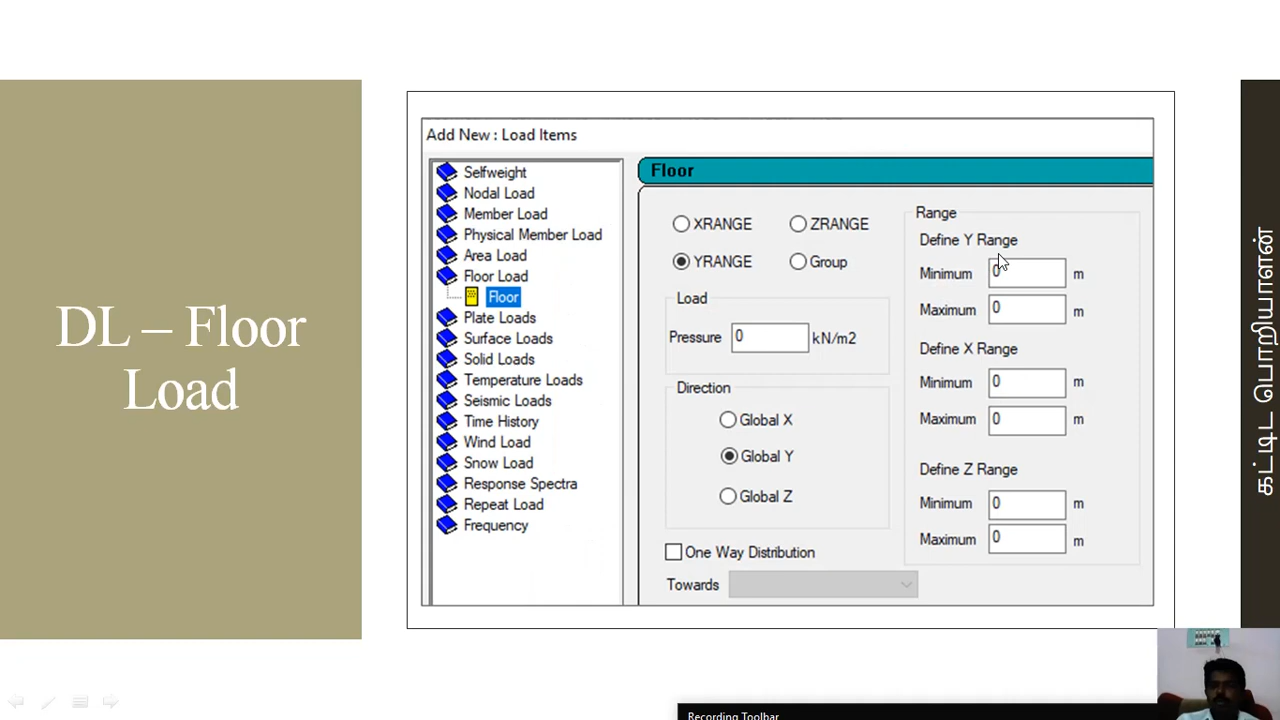 DL – Floor
Load
Add New : Load Items
Selfweight
Nodal Load
Member Load
Physical Member Load
Area Load
Floor Load
Floor
Plate Loads
Surface Loads
Solid Loads
Temperature Loads
Seismic Loads
Time History
Wind Load
Snow Load
Response Spectra
Repeat Load
Frequency
Floor
XRANGE ZRANGE
YRANGE Group
Load
Pressure 0 kN/m2
Direction
Global X
Global Y
Global Z
One Way Distribution
Towards
Range
Define Y Range
Minimum 0 m
Maximum 0 m
Define X Range
Minimum 0 m
Maximum 0 m
Define Z Range
Minimum 0 m
Maximum 0 m
கட்டிட பொறியாளன்
Recording Toolbar